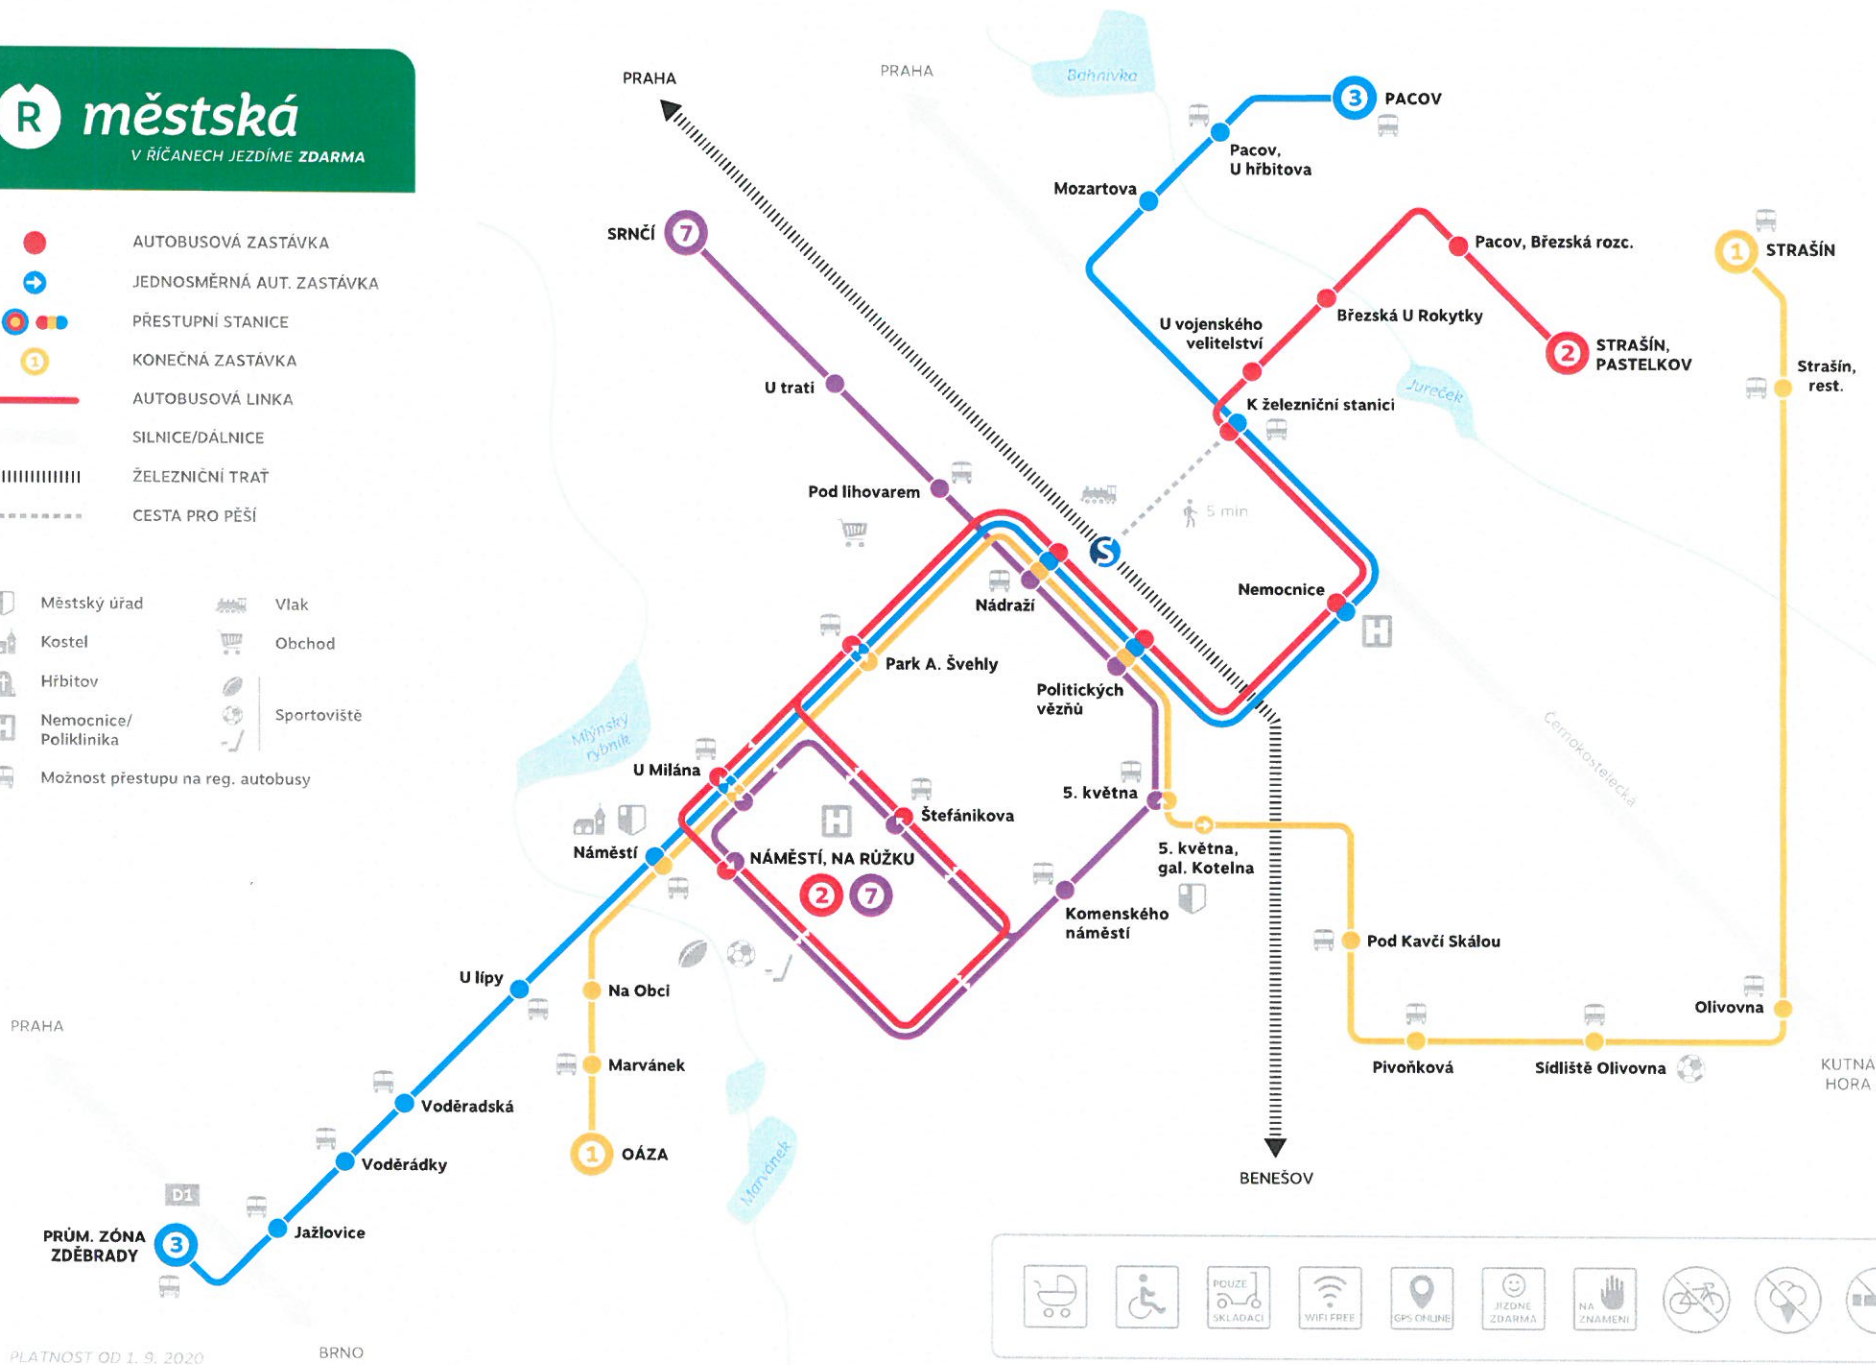 Ř městská
V ŘÍČANECH JEZDÍME ZDARMA
AUTOBUSOVÁ ZASTÁVKA
JEDNOSMĚRNÁ AUT. ZASTÁVKA
PŘESTUPNÍ STANICE
1 KONEČNÁ ZASTÁVKA
AUTOBUSOVÁ LINKA
SILNICE/DÁLNICE
ŽELEZNIČNÍ TRAŤ
CESTA PRO PĚŠÍ
Městský úřad
Vlak
Kostel
Obchod
Hřbitov
Nemocnice/
Poliklinika
Sportoviště
Možnost přestupu na reg. autobusy
PRAHA
PRAHA
Bahnivka
3 PACOV
Pacov,
U hřbitova
Mozartova
SRNČÍ 7
Pacov, Březská rozc.
1 STRAŠÍN
Březská U Rokytky
U vojenského
velitelství
2 STRAŠÍN,
PASTELKOV
Strašín,
rest.
Jureček
U trati
K železniční stanici
Pod lihovarem
5 min
S
Nádraží
Nemocnice
H
Park A. Švehly
Politických
vězňů
Mlýnský
rybník
Černokostelecká
U Milána
5. května
Štefánikova
H
Náměstí
NÁMĚSTÍ, NA RŮŽKU
2 7
5. května,
gal. Kotelna
Komenského
náměstí
Pod Kavčí Skálou
U lípy
Na Obci
Olivovna
PRAHA
Marvánek
Pivoňková
Sídliště Olivovna
KUTNA
HORA
Voděradská
1 OÁZA
Marvánek
Voděrádky
BENEŠOV
D1
Jažlovice
PRŮM. ZÓNA
ZDĚBRADY
3
POUZE
SKLADACÍ
WIFI FREE
GPS ONLINE
JÍZDNÉ
ZDARMA
NA
ZNAMENÍ
BRNO
PLATNOST OD 1. 9. 2020